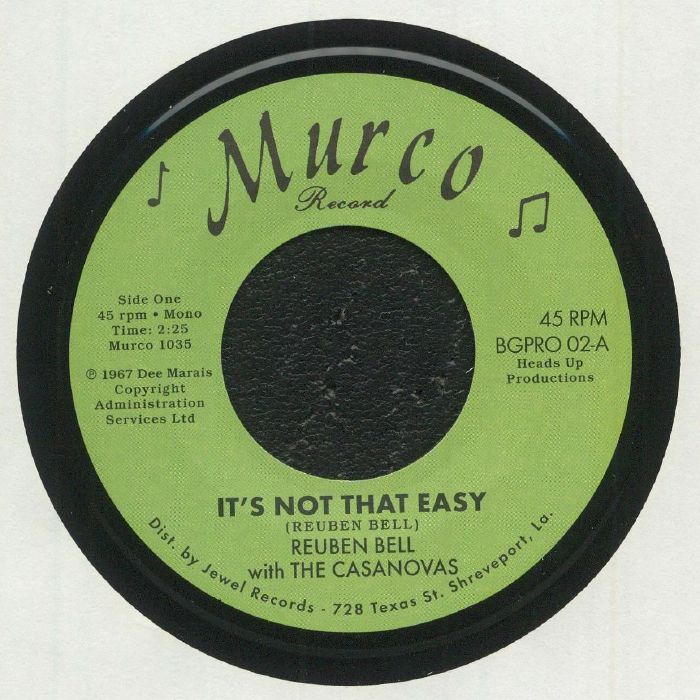 Murco
Record
Side One
45 rpm • Mono
Time: 2:25
Murco 1035
℗ 1967 Dee Marais
Copyright
Administration
Services Ltd
45 RPM
BGPRO 02-A
Heads Up
Productions
IT'S NOT THAT EASY
(REUBEN BELL)
REUBEN BELL
with THE CASANOVAS
Dist. by Jewel Records - 728 Texas St. Shreveport, La.